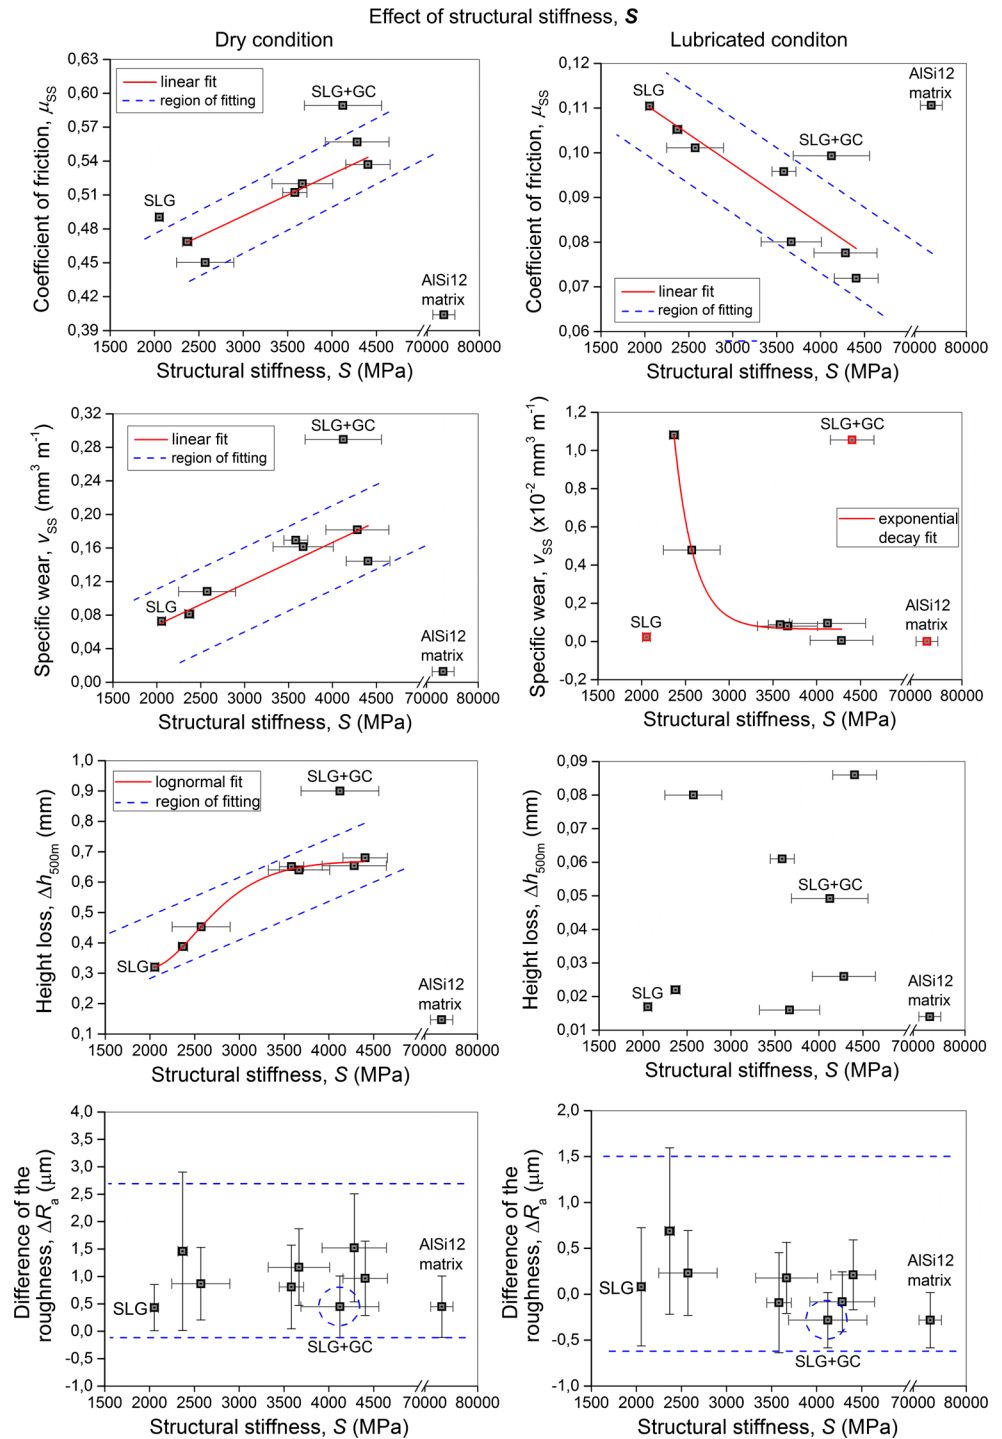 Effect of structural stiffness, S
Dry condition
Lubricated conditon
0,63
0,60
0,57
0,54
0,51
0,48
0,45
0,42
0,39
Coefficient of friction, μSS
linear fit
region of fitting
SLG+GC
SLG
AlSi12
matrix
1500 2000 2500 3000 3500 4000 4500 70000 80000
Structural stiffness, S (MPa)
0,12
0,11
0,10
0,09
0,08
0,07
0,06
Coefficient of friction, μSS
SLG
AlSi12
matrix
SLG+GC
linear fit
region of fitting
1500 2000 2500 3000 3500 4000 4500 70000 80000
Structural stiffness, S (MPa)
0,32
0,28
0,24
0,20
0,16
0,12
0,08
0,04
0,00
Specific wear, vSS (mm³ m⁻¹)
linear fit
region of fitting
SLG+GC
SLG
AlSi12
matrix
1500 2000 2500 3000 3500 4000 4500 70000 80000
Structural stiffness, S (MPa)
1,2
1,0
0,8
0,6
0,4
0,2
0,0
-0,2
Specific wear, vSS (x10⁻² mm³ m⁻¹)
SLG+GC
exponential
decay fit
SLG
AlSi12
matrix
1500 2000 2500 3000 3500 4000 4500 70000 80000
Structural stiffness, S (MPa)
1,0
0,9
0,8
0,7
0,6
0,5
0,4
0,3
0,2
0,1
Height loss, Δh500m (mm)
lognormal fit
region of fitting
SLG+GC
SLG
AlSi12
matrix
1500 2000 2500 3000 3500 4000 4500 70000 80000
Structural stiffness, S (MPa)
0,09
0,08
0,07
0,06
0,05
0,04
0,03
0,02
0,01
Height loss, Δh500m (mm)
SLG+GC
SLG
AlSi12
matrix
1500 2000 2500 3000 3500 4000 4500 70000 80000
Structural stiffness, S (MPa)
4,0
3,5
3,0
2,5
2,0
1,5
1,0
0,5
0,0
-0,5
-1,0
Difference of the
roughness, ΔRa (μm)
SLG
SLG+GC
AlSi12
matrix
1500 2000 2500 3000 3500 4000 4500 70000 80000
Structural stiffness, S (MPa)
2,0
1,5
1,0
0,5
0,0
-0,5
-1,0
Difference of the
roughness, ΔRa (μm)
SLG
SLG+GC
AlSi12
matrix
1500 2000 2500 3000 3500 4000 4500 70000 80000
Structural stiffness, S (MPa)